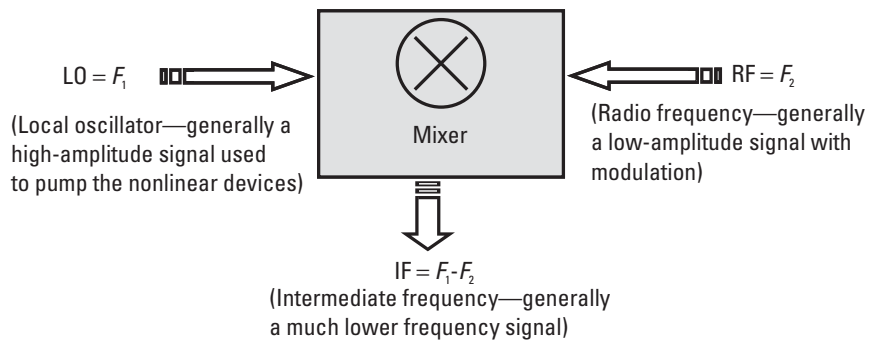 LO = F₁
(Local oscillator—generally a
high-amplitude signal used
to pump the nonlinear devices)
Mixer
RF = F₂
(Radio frequency—generally
a low-amplitude signal with
modulation)
IF = F₁-F₂
(Intermediate frequency—generally
a much lower frequency signal)